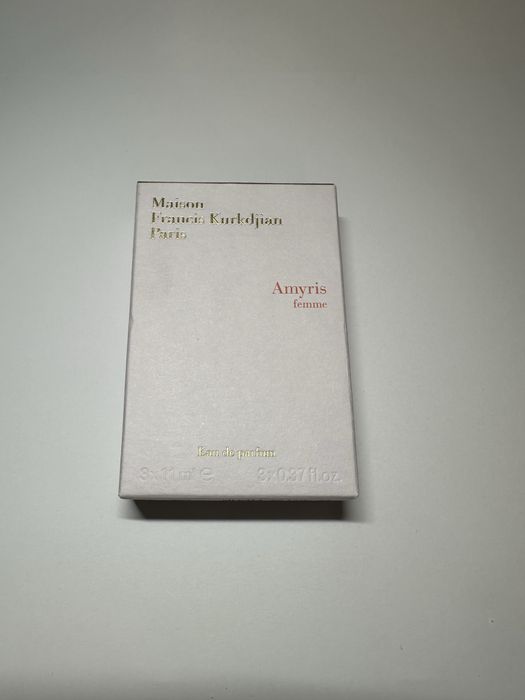 Maison
Francis Kurkdjian
Paris
Amyris
femme
Eau de parfum
3 x 11 ml ℮ 3 x 0.37 fl.oz.